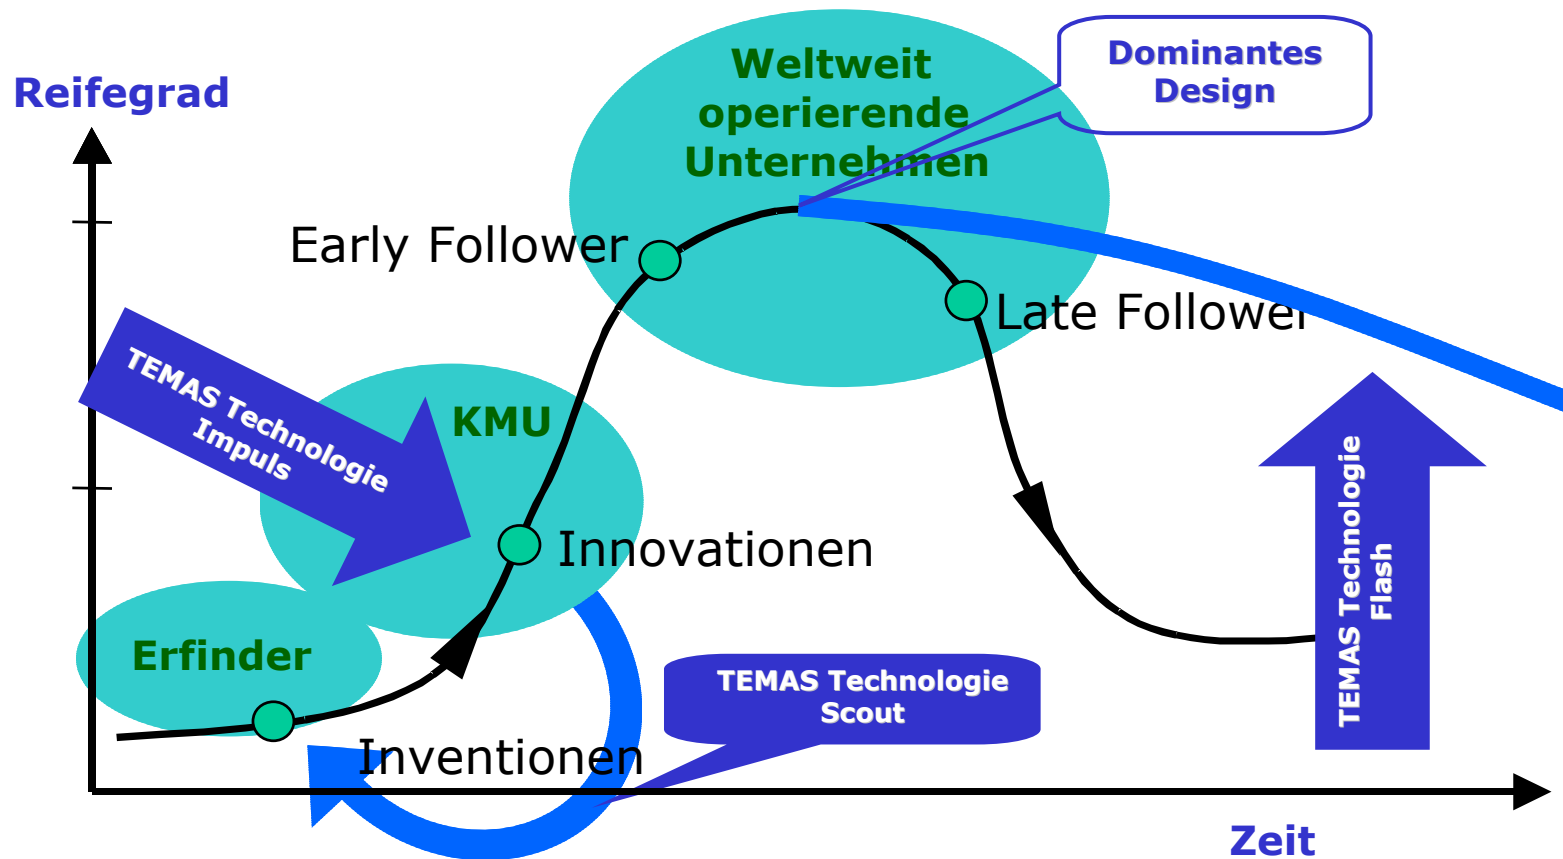 Reifegrad
Weltweit
operierende
Unternehmen
Dominantes
Design
Early Follower
Late Follower
TEMAS Technologie
Impuls
KMU
Innovationen
TEMAS Technologie
Flash
Erfinder
TEMAS Technologie
Scout
Inventionen
Zeit